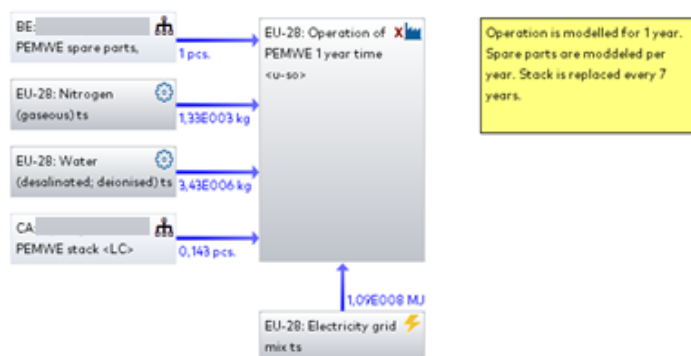 BE:
PEMWE spare parts,
1 pcs.
EU-28: Nitrogen
(gaseous) ts
1,33E003 kg
EU-28: Water
(desalinated; deionised) ts
3,43E006 kg
CA:
PEMWE stack <LC>
0,143 pcs.
EU-28: Operation of
PEMWE 1 year time
<u-so>
X
1,09E008 MJ
EU-28: Electricity grid
mix ts
Operation is modelled for 1 year.
Spare parts are moddeled per
year. Stack is replaced every 7
years.